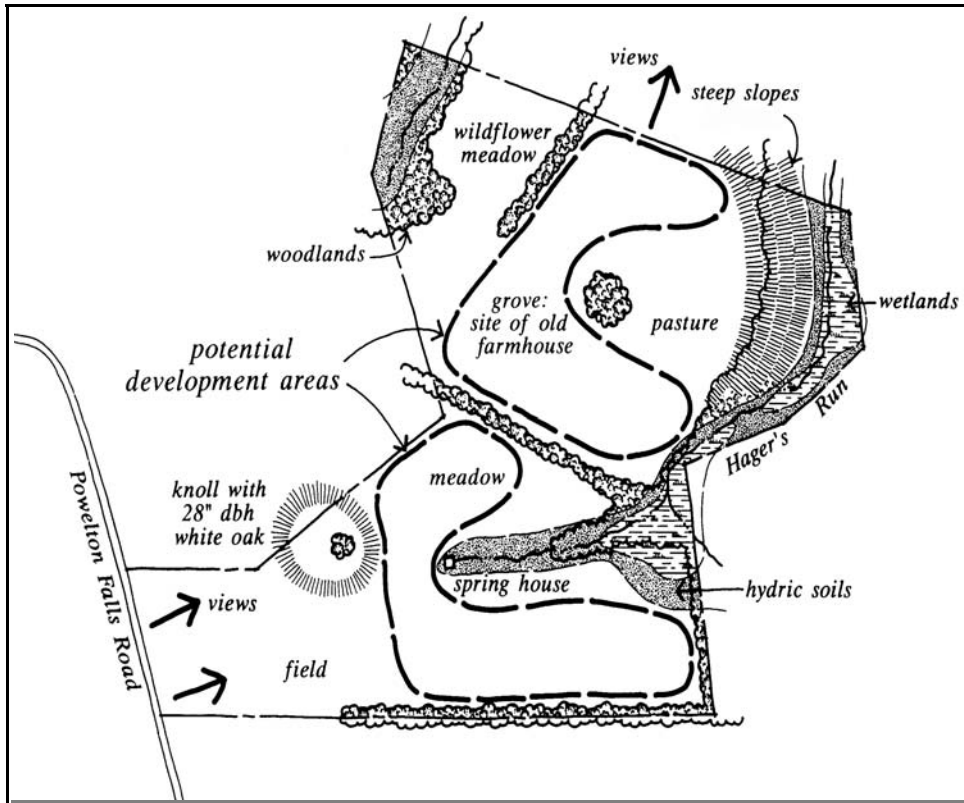 views
steep slopes
wildflower
meadow
woodlands
grove:
site of old
farmhouse
pasture
wetlands
potential
development areas
Hager's Run
meadow
knoll with
28" dbh
white oak
Powelton Falls Road
spring house
hydric soils
views
field